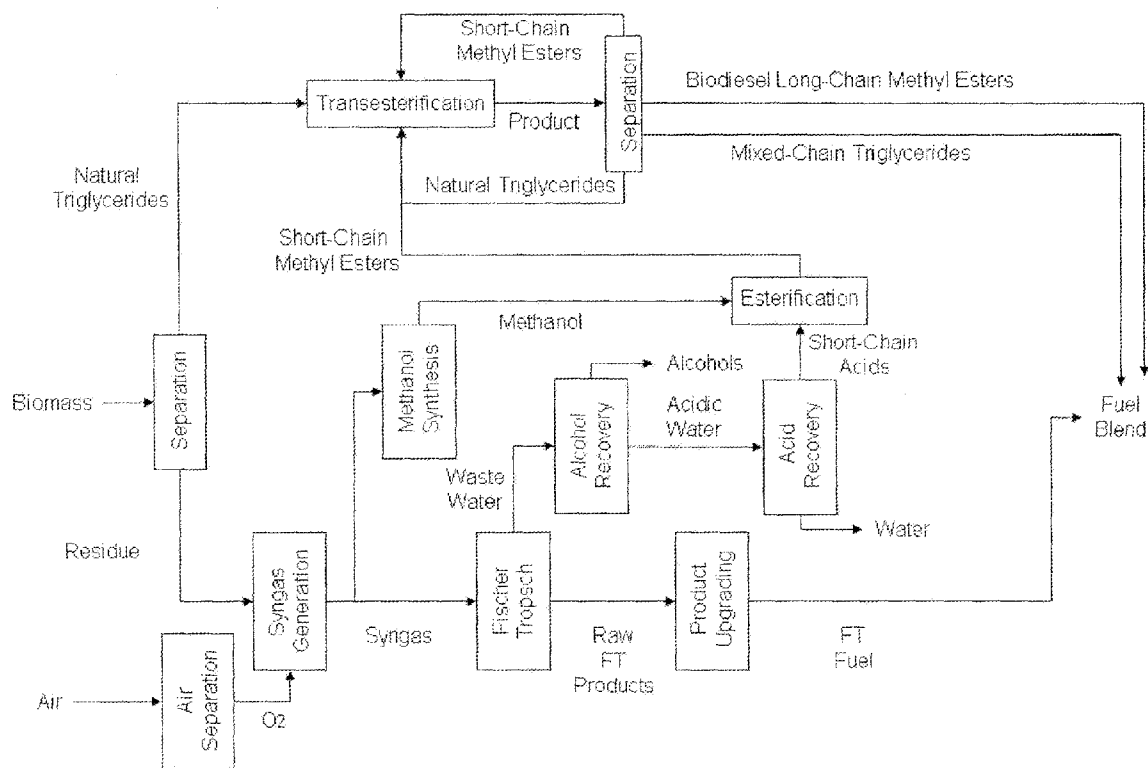 Short-Chain
Methyl Esters
Separation
Biodiesel Long-Chain Methyl Esters
Transesterification
Product
Mixed-Chain Triglycerides
Natural
Triglycerides
Natural Triglycerides
Short-Chain
Methyl Esters
Esterification
Methanol
Short-Chain
Acids
Separation
Methanol
Synthesis
Alcohols
Biomass
Alcohol
Recovery
Acidic
Water
Acid
Recovery
Fuel
Blend
Waste
Water
Water
Residue
Syngas
Generation
Fischer
Tropsch
Product
Upgrading
Syngas
Raw
FT
Products
FT
Fuel
Air
Air
Separation
O2